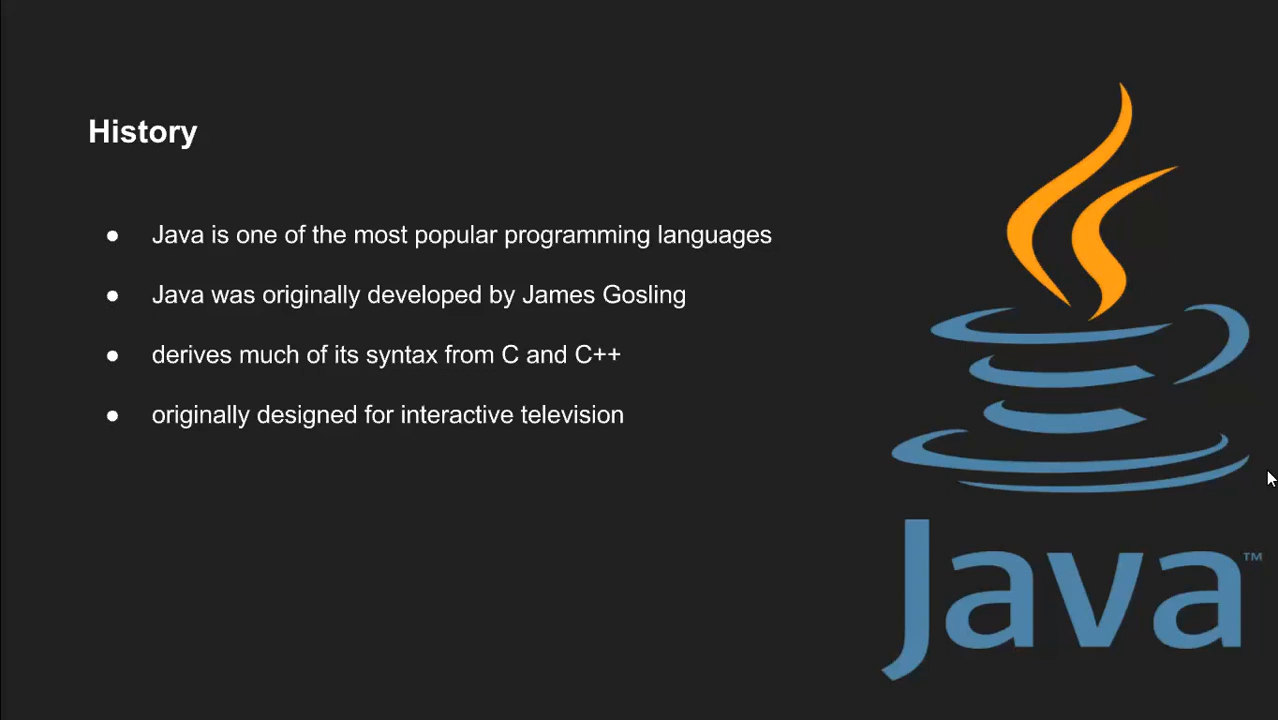 History
● Java is one of the most popular programming languages
● Java was originally developed by James Gosling
● derives much of its syntax from C and C++
● originally designed for interactive television
Java™